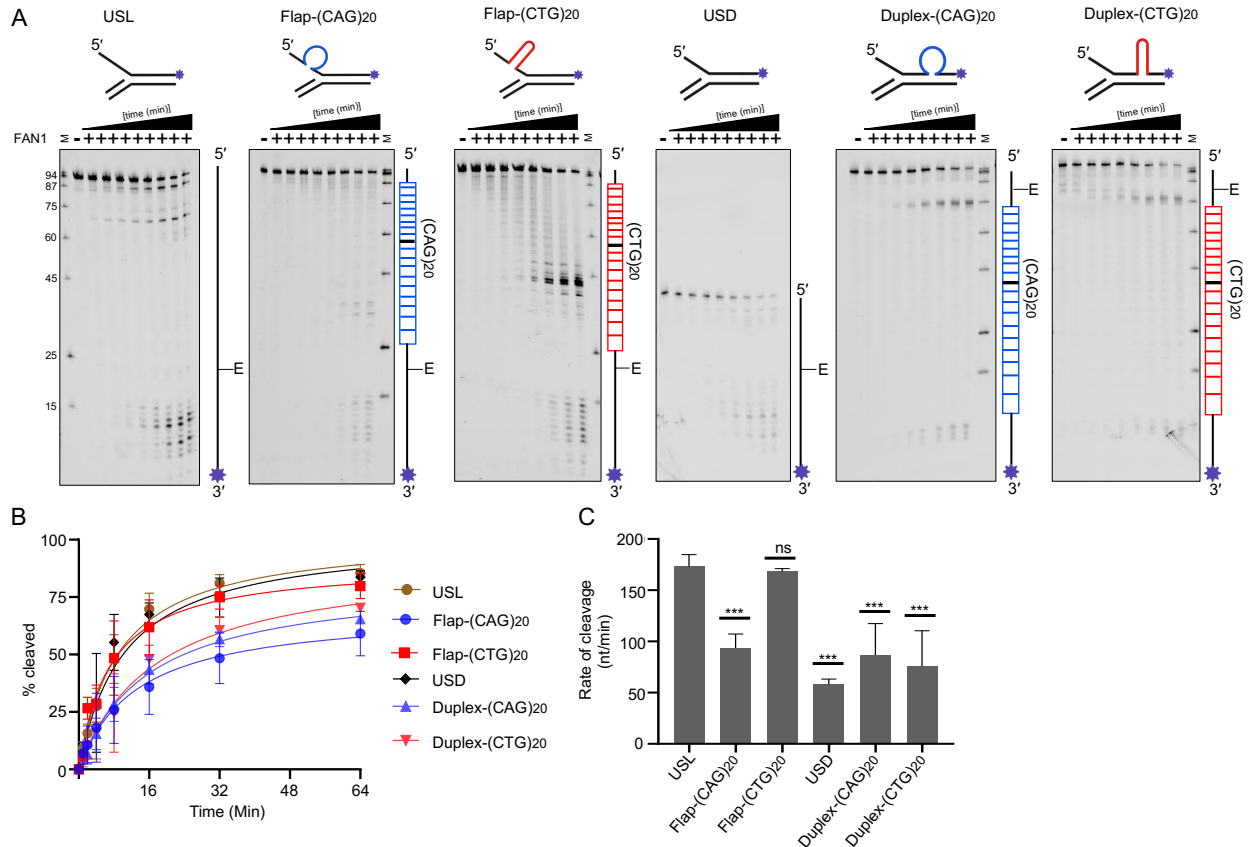 A
USL
Flap-(CAG)20
Flap-(CTG)20
USD
Duplex-(CAG)20
Duplex-(CTG)20
5′
5′
5′
5′
5′
5′
[time (min)]
[time (min)]
[time (min)]
[time (min)]
[time (min)]
[time (min)]
FAN1
- + + + + + + + + + M
- + + + + + + + + + M
- + + + + + + + + + M
- + + + + + + + + + M
- + + + + + + + + + M
- + + + + + + + + + M
94
87
75
60
45
25
15
5′
E
3′
5′
(CAG)20
E
3′
5′
(CTG)20
E
3′
5′
E
3′
5′
E
(CAG)20
3′
5′
E
(CTG)20
3′
B
% cleaved
100
75
50
25
0
16
32
48
64
Time (Min)
USL
Flap-(CAG)20
Flap-(CTG)20
USD
Duplex-(CAG)20
Duplex-(CTG)20
C
Rate of cleavage
(nt/min)
200
150
100
50
0
***
ns
***
***
***
USL
Flap-(CAG)20
Flap-(CTG)20
USD
Duplex-(CAG)20
Duplex-(CTG)20